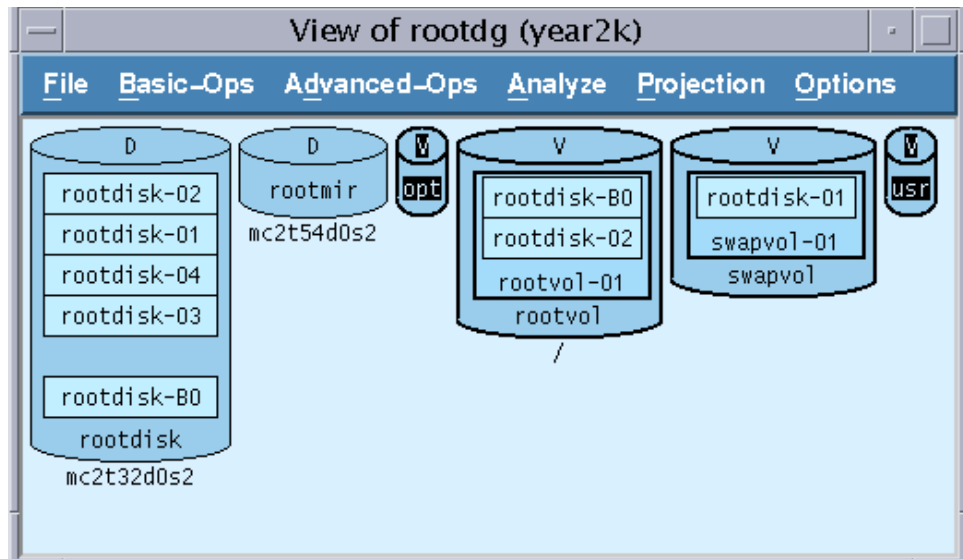 View of rootdg (year2k)
File Basic-Ops Advanced-Ops Analyze Projection Options
D
rootdisk-02
rootdisk-01
rootdisk-04
rootdisk-03
rootdisk-B0
rootdisk
mc2t32d0s2
D
rootmir
mc2t54d0s2
V
opt
V
rootdisk-B0
rootdisk-02
rootvol-01
rootvol
/
V
rootdisk-01
swapvol-01
swapvol
V
usr